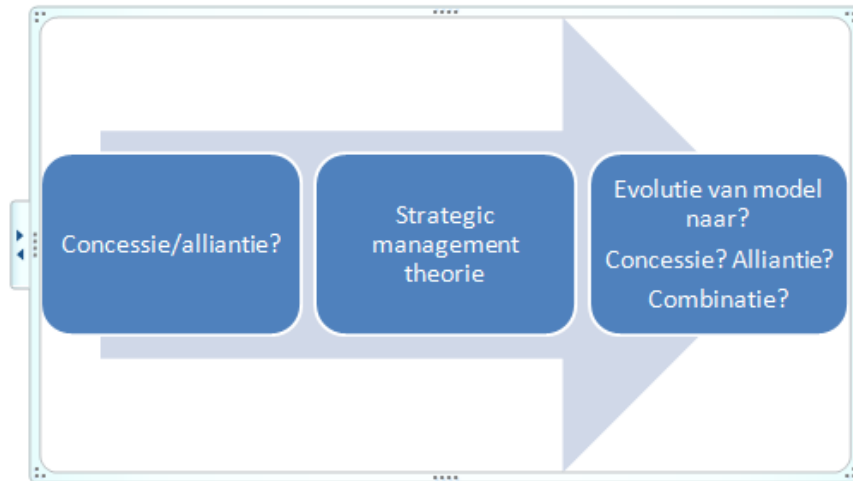 Concessie/alliantie?
Strategic
management
theorie
Evolutie van model
naar?
Concessie? Alliantie?
Combinatie?